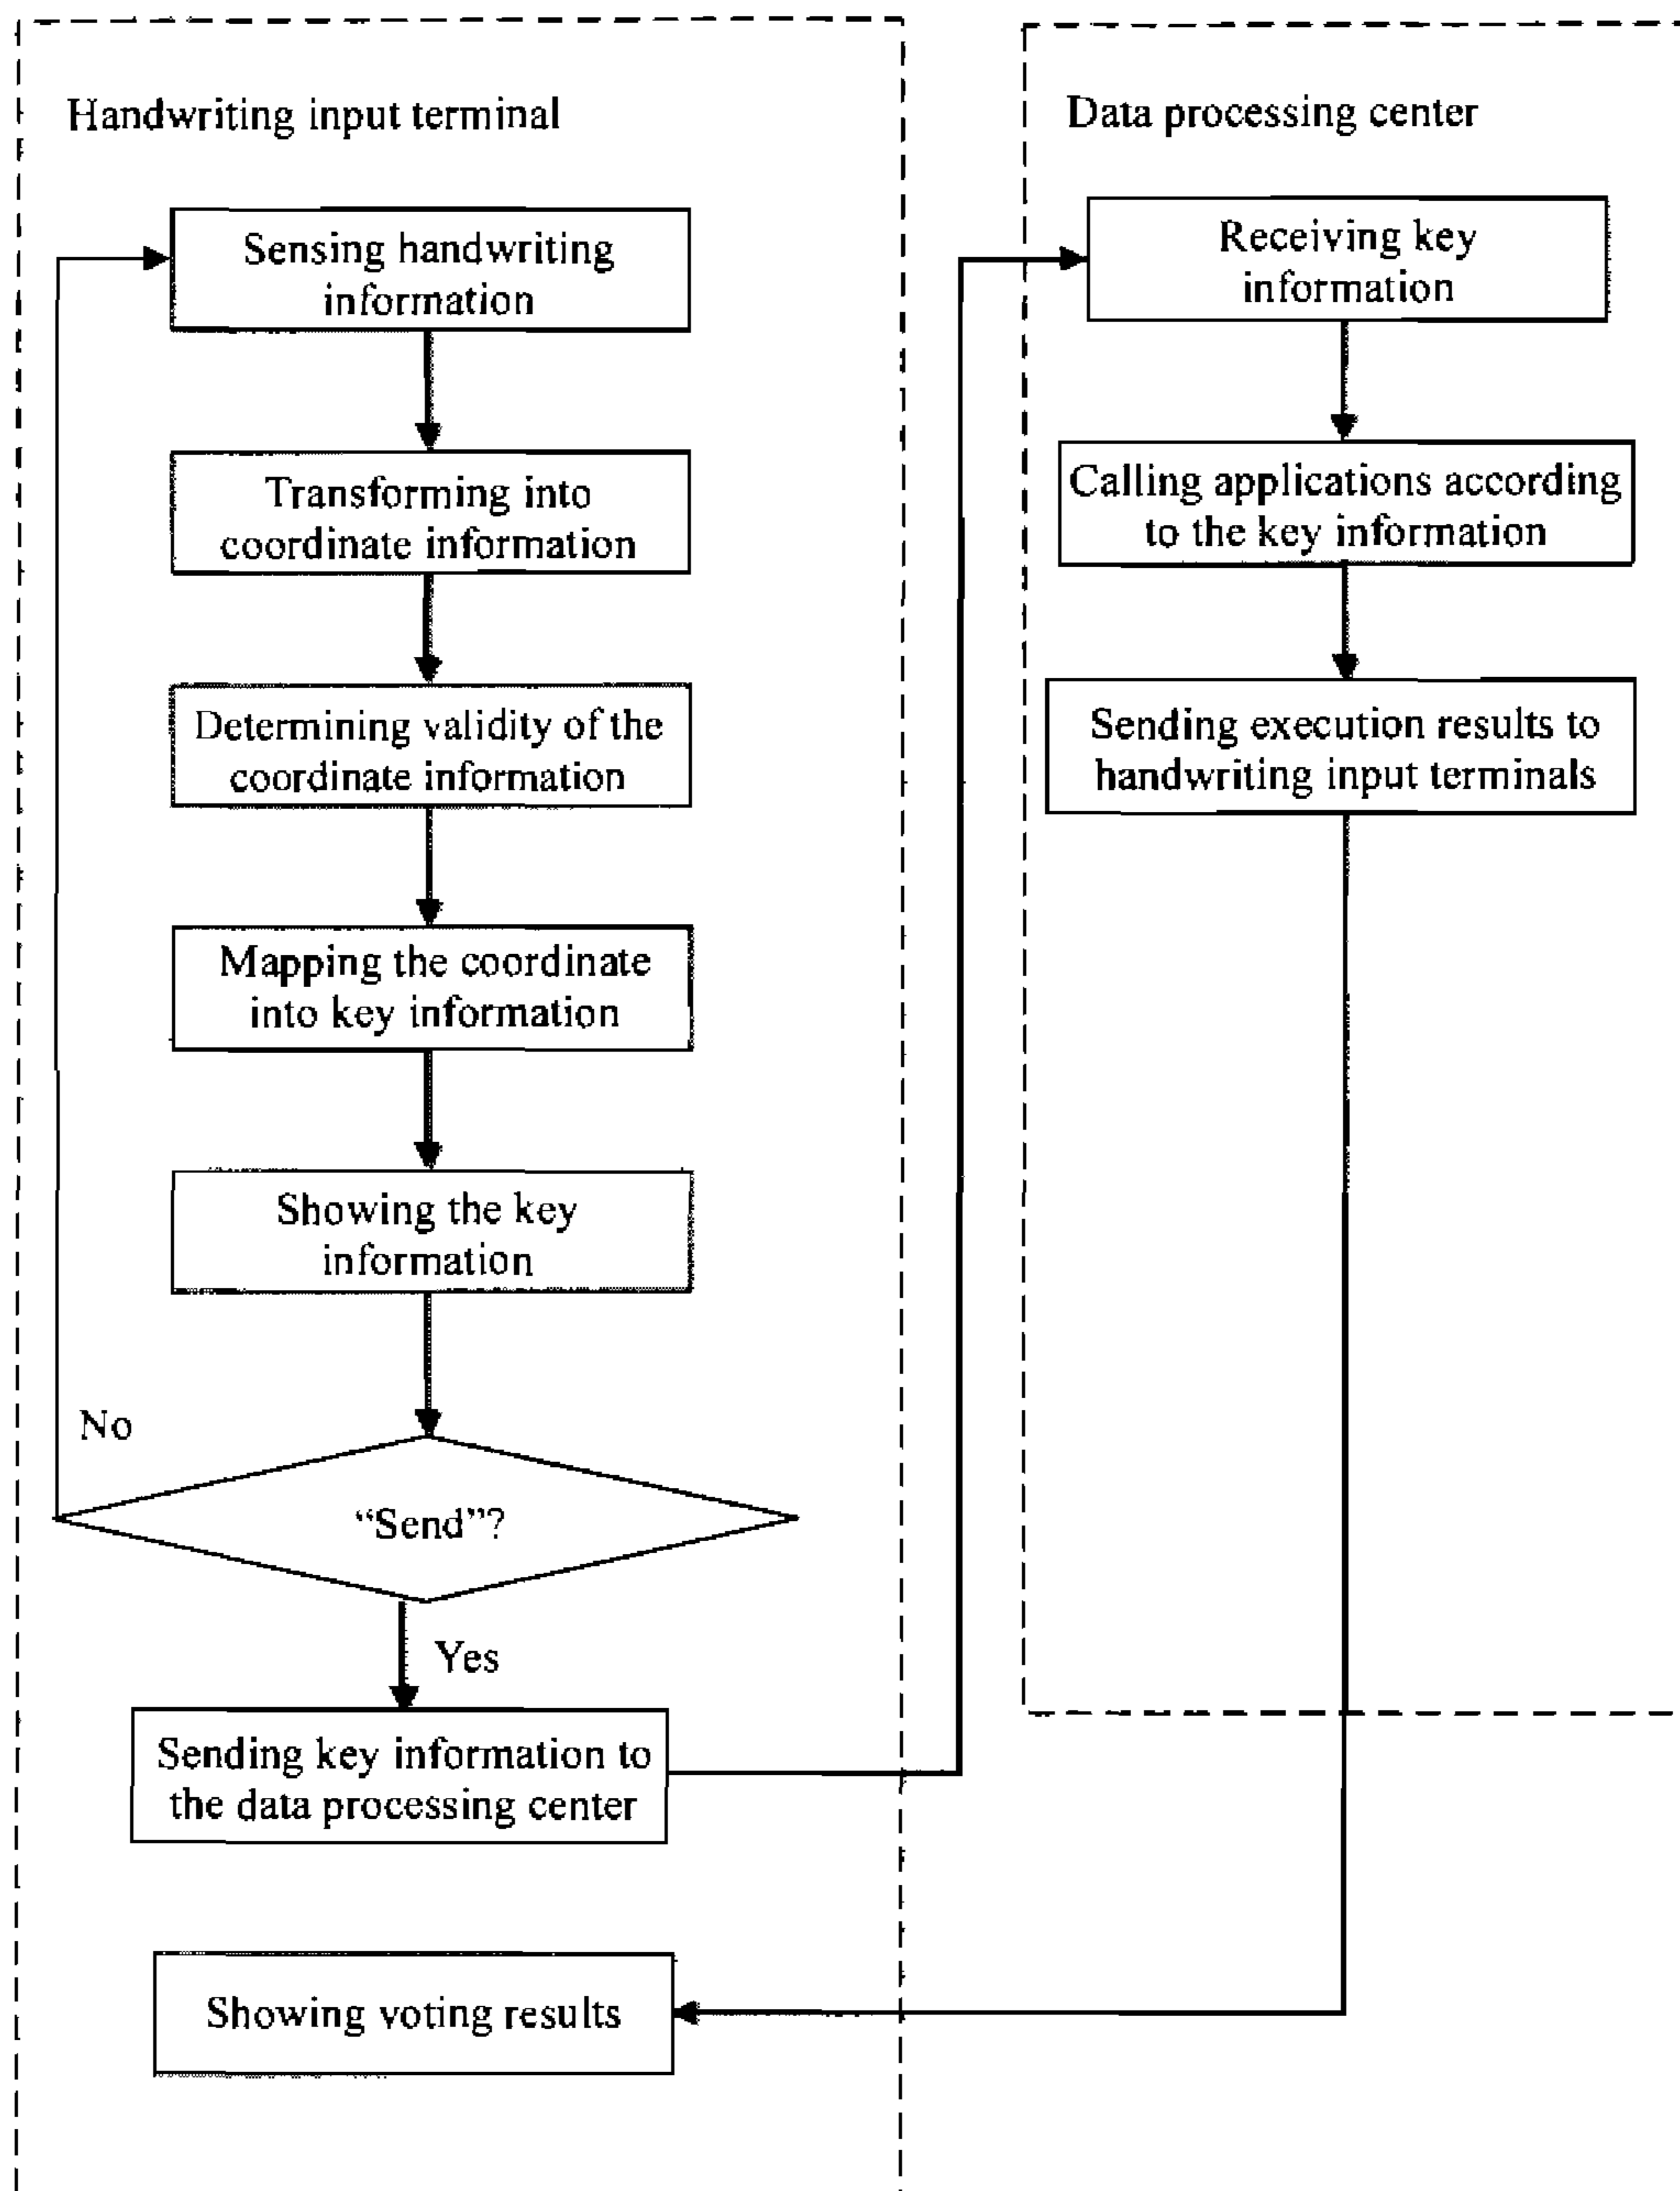 Handwriting input terminal
Sensing handwriting
information
Transforming into
coordinate information
Determining validity of the
coordinate information
Mapping the coordinate
into key information
Showing the key
information
No
“Send”?
Yes
Sending key information to
the data processing center
Showing voting results
Data processing center
Receiving key
information
Calling applications according
to the key information
Sending execution results to
handwriting input terminals